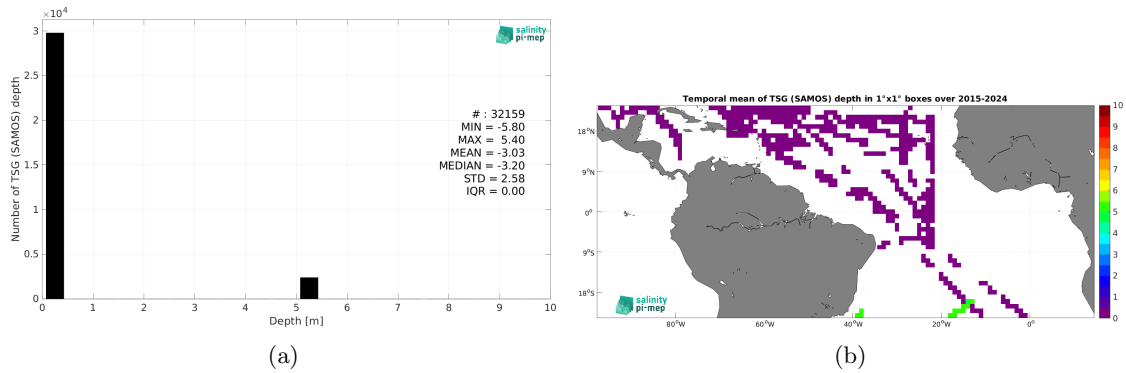 ×10⁴
3
2.5
2
1.5
1
0.5
0
Number of TSG (SAMOS) depth
salinity
pi-mep
# : 32159
MIN = -5.80
MAX = 5.40
MEAN = -3.03
MEDIAN = -3.20
STD = 2.58
IQR = 0.00
0 1 2 3 4 5 6 7 8 9 10
Depth [m]
(a)
Temporal mean of TSG (SAMOS) depth in 1°x1° boxes over 2015-2024
18°N
9°N
0°
9°S
18°S
salinity
pi-mep
80°W 60°W 40°W 20°W 0°
10
9
8
7
6
5
4
3
2
1
0
(b)